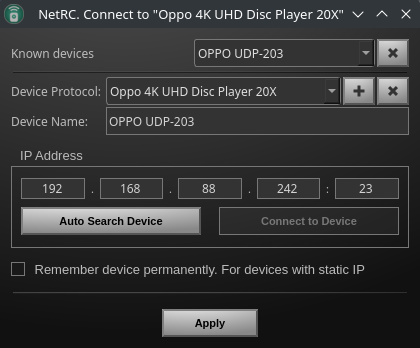 NetRC. Connect to "Oppo 4K UHD Disc Player 20X"
Known devices OPPO UDP-203
Device Protocol: Oppo 4K UHD Disc Player 20X
Device Name: OPPO UDP-203
IP Address
192 . 168 . 88 . 242 : 23
Auto Search Device Connect to Device
Remember device permanently. For devices with static IP
Apply